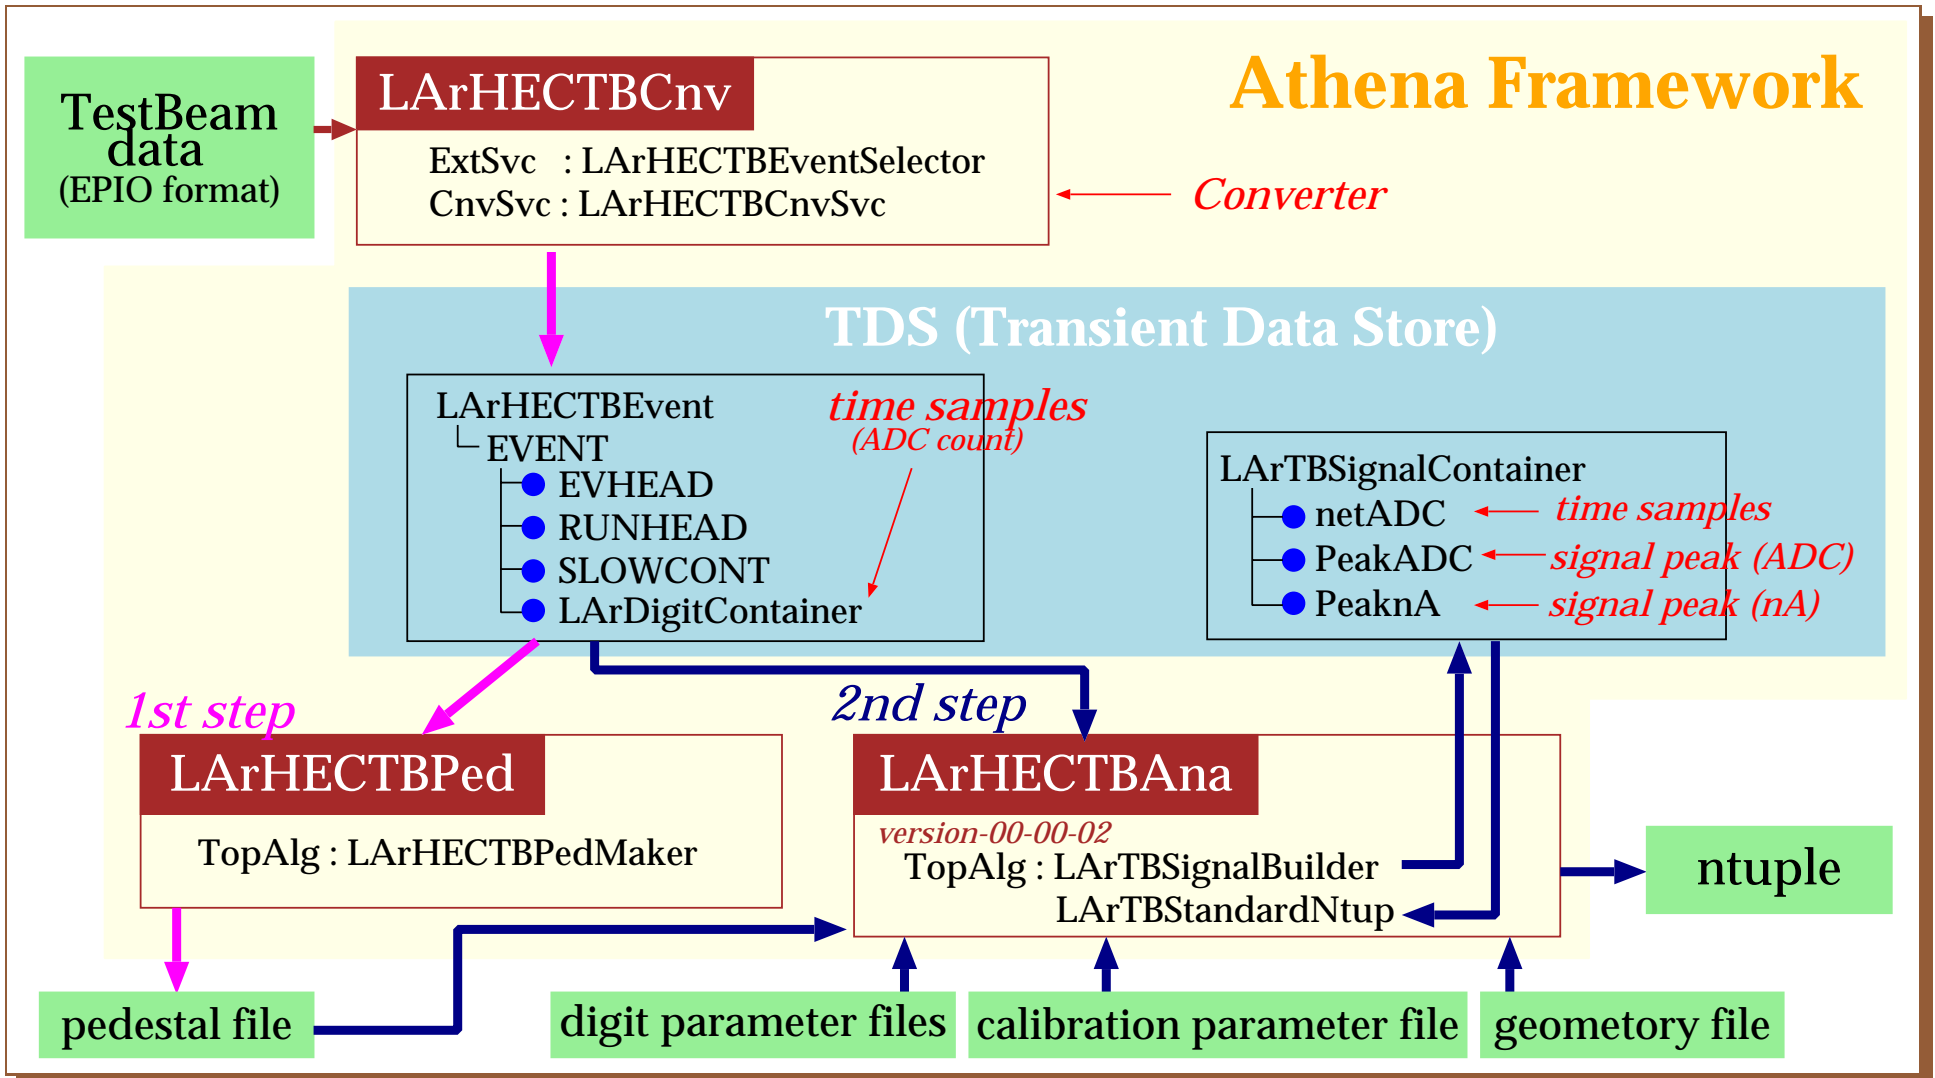 Athena Framework
TestBeam
data
(EPIO format)
LArHECTBCnv
ExtSvc : LArHECTBEventSelector
CnvSvc : LArHECTBCnvSvc
Converter
TDS (Transient Data Store)
LArHECTBEvent
EVENT
EVHEAD
RUNHEAD
SLOWCONT
LArDigitContainer
time samples
(ADC count)
LArTBSignalContainer
netADC
time samples
PeakADC
signal peak (ADC)
PeaknA
signal peak (nA)
1st step
2nd step
LArHECTBPed
TopAlg : LArHECTBPedMaker
LArHECTBAna
version-00-00-02
TopAlg : LArTBSignalBuilder
LArTBStandardNtup
ntuple
pedestal file
digit parameter files
calibration parameter file
geometory file